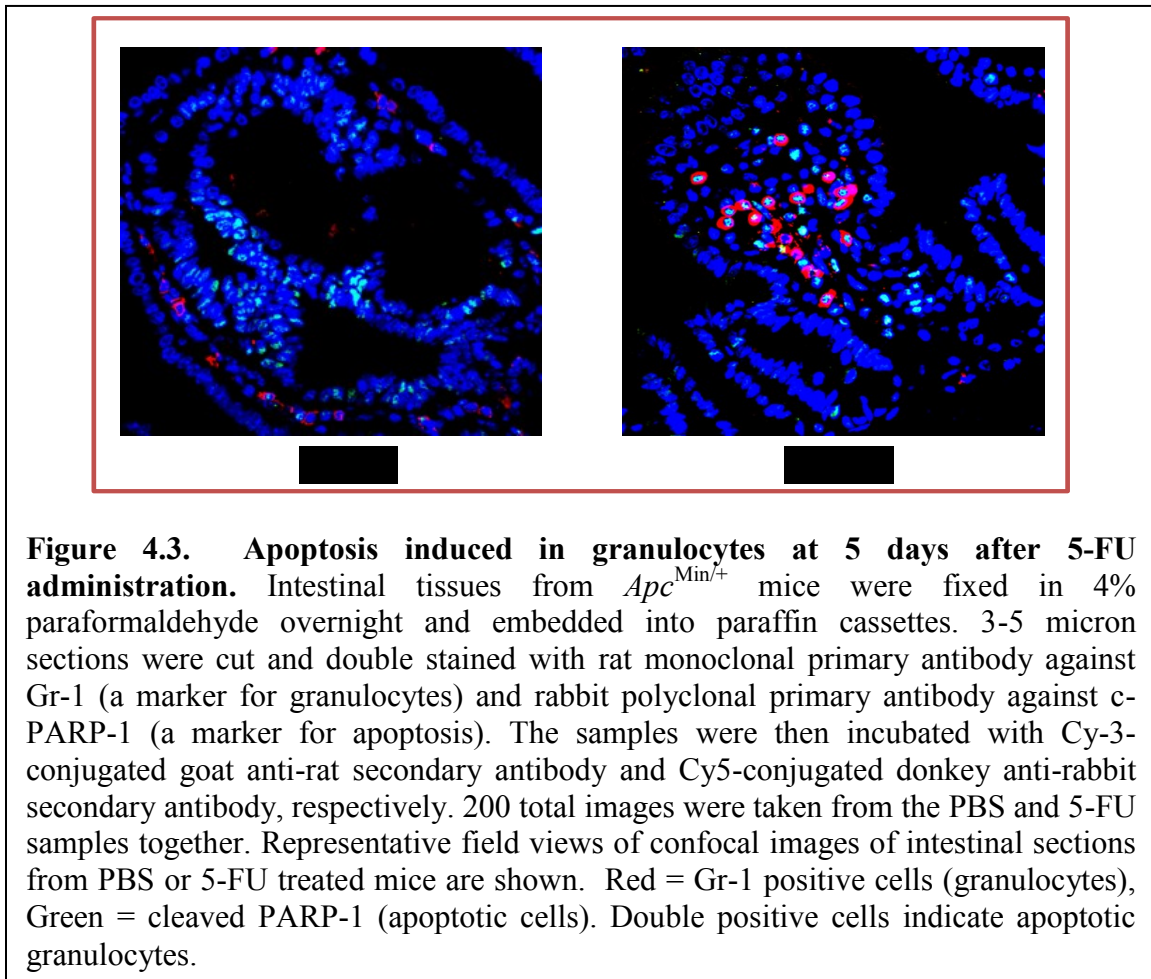 Figure 4.3. Apoptosis induced in granulocytes at 5 days after 5-FU
administration. Intestinal tissues from Apc^Min/+ mice were fixed in 4%
paraformaldehyde overnight and embedded into paraffin cassettes. 3-5 micron
sections were cut and double stained with rat monoclonal primary antibody against
Gr-1 (a marker for granulocytes) and rabbit polyclonal primary antibody against c-
PARP-1 (a marker for apoptosis). The samples were then incubated with Cy-3-
conjugated goat anti-rat secondary antibody and Cy5-conjugated donkey anti-rabbit
secondary antibody, respectively. 200 total images were taken from the PBS and 5-FU
samples together. Representative field views of confocal images of intestinal sections
from PBS or 5-FU treated mice are shown. Red = Gr-1 positive cells (granulocytes),
Green = cleaved PARP-1 (apoptotic cells). Double positive cells indicate apoptotic
granulocytes.